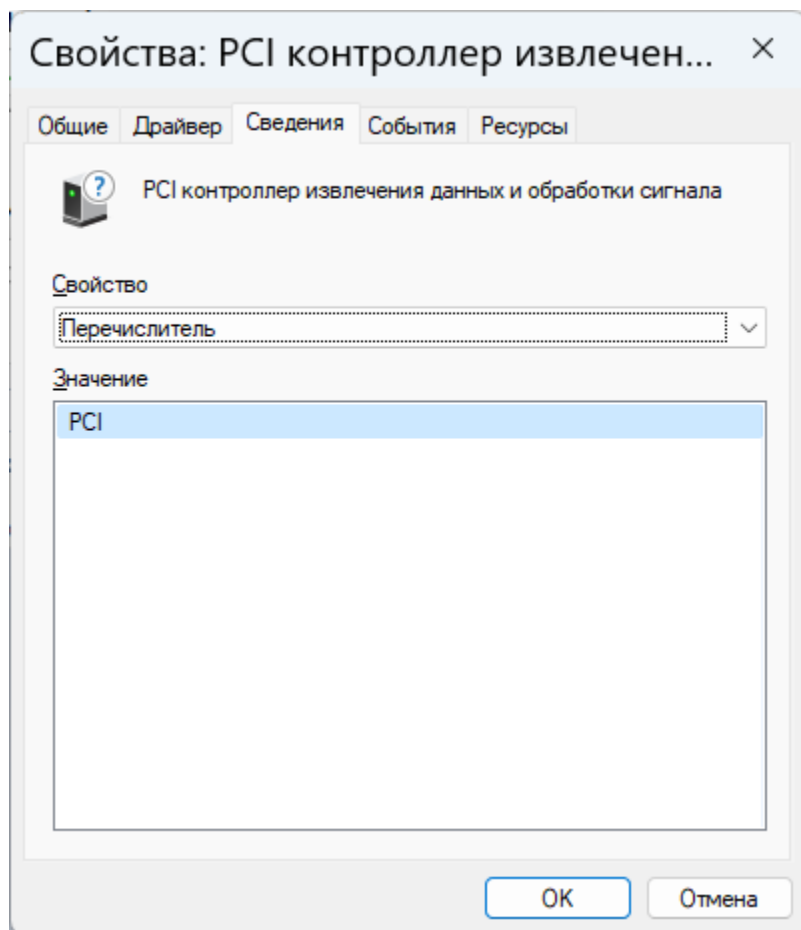 Свойства: PCI контроллер извлечен...
Общие Драйвер Сведения События Ресурсы
PCI контроллер извлечения данных и обработки сигнала
Свойство
Перечислитель
Значение
PCI
OK Отмена